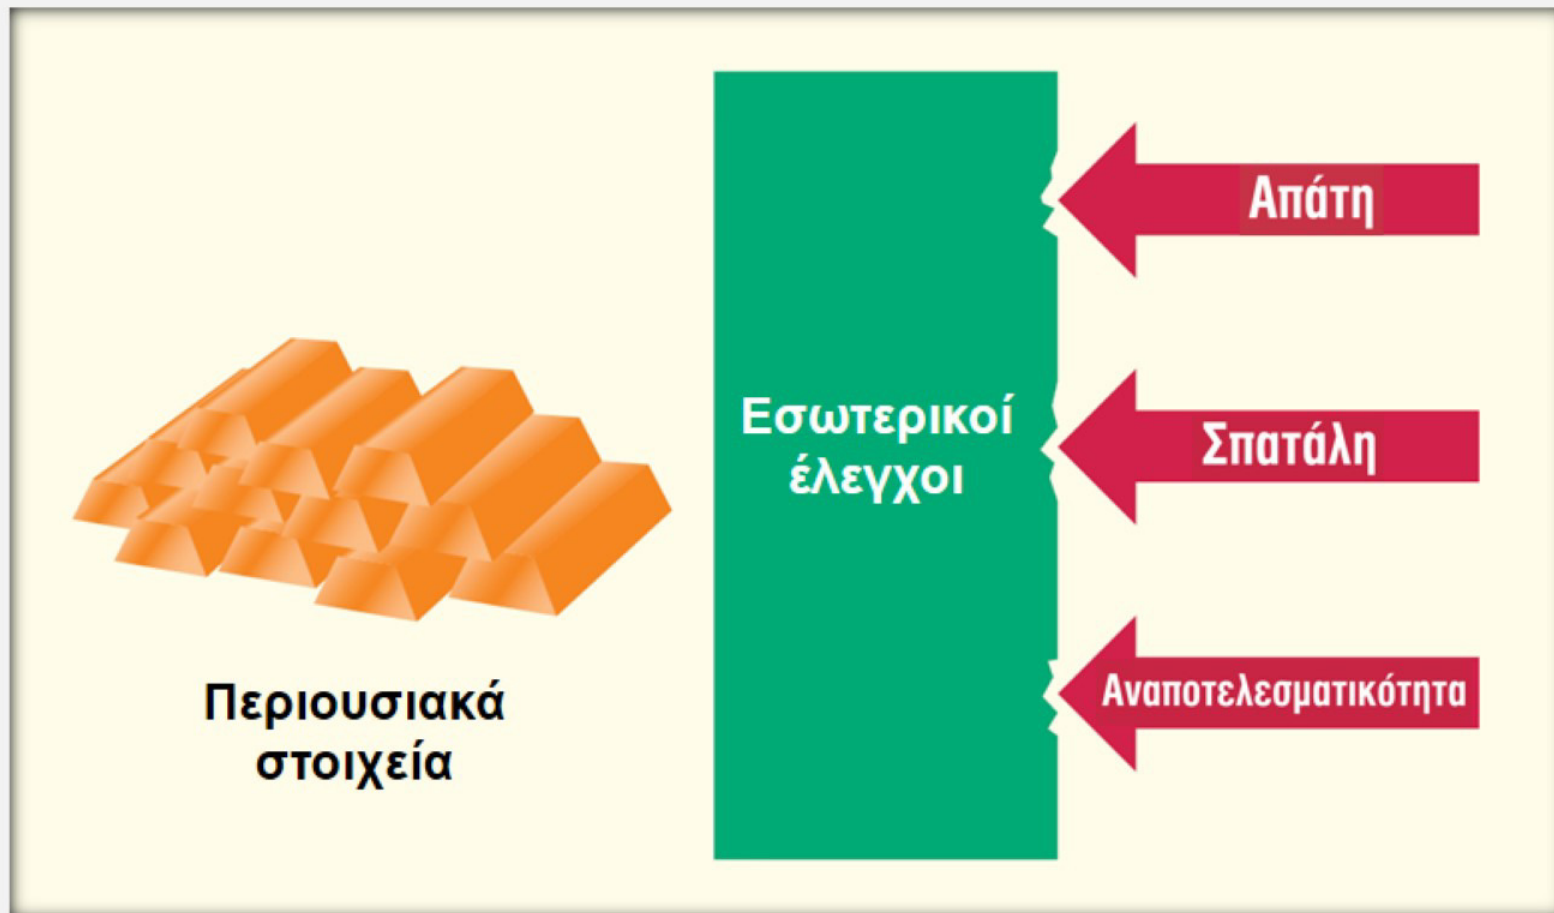 Απάτη
Εσωτερικοί
έλεγχοι
Σπατάλη
Αναποτελεσματικότητα
Περιουσιακά
στοιχεία